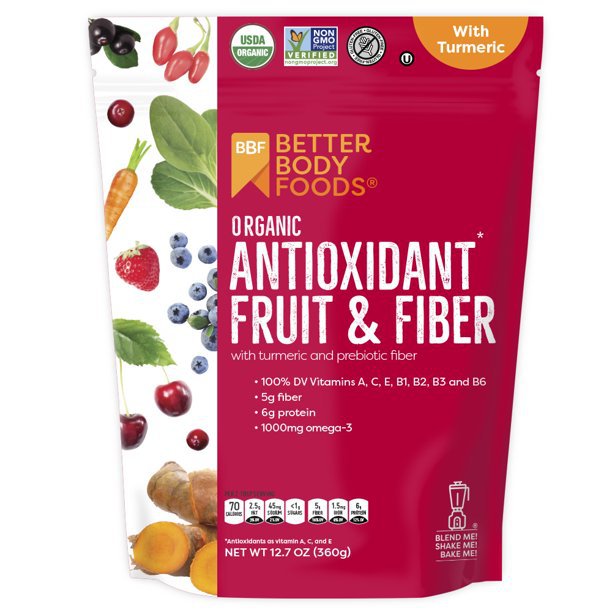 With
Turmeric
USDA
ORGANIC
NON
GMO
Project
VERIFIED
nongmoproject.org
U
BBF
BETTER
BODY
FOODS®
ORGANIC
ANTIOXIDANT*
FRUIT & FIBER
with turmeric and prebiotic fiber
• 100% DV Vitamins A, C, E, B1, B2, B3 and B6
• 5g fiber
• 6g protein
• 1000mg omega-3
70 2.5g 45mg <1g 5g 1.5mg 6g
CALORIES FAT SODIUM SUGARS FIBER IRON PROTEIN
*Antioxidants as vitamin A, C, and E
NET WT 12.7 OZ (360g)
BLEND ME!
SHAKE ME!
BAKE ME!